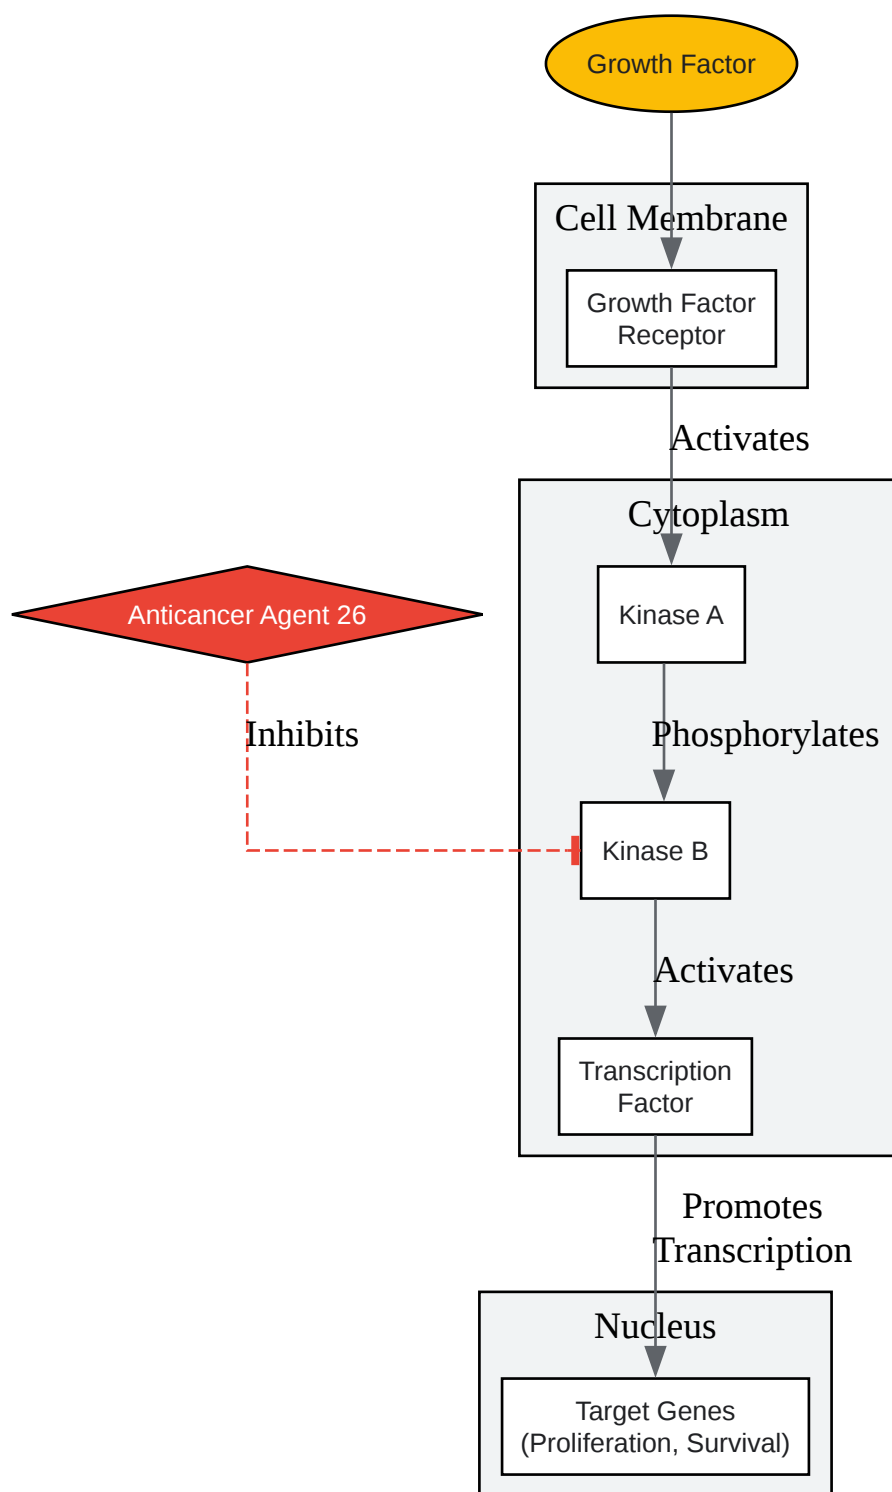 Growth Factor
Cell Membrane
Growth Factor
Receptor
Activates
Cytoplasm
Anticancer Agent 26
Kinase A
Inhibits
Phosphorylates
Kinase B
Activates
Transcription
Factor
Promotes
Transcription
Nucleus
Target Genes
(Proliferation, Survival)